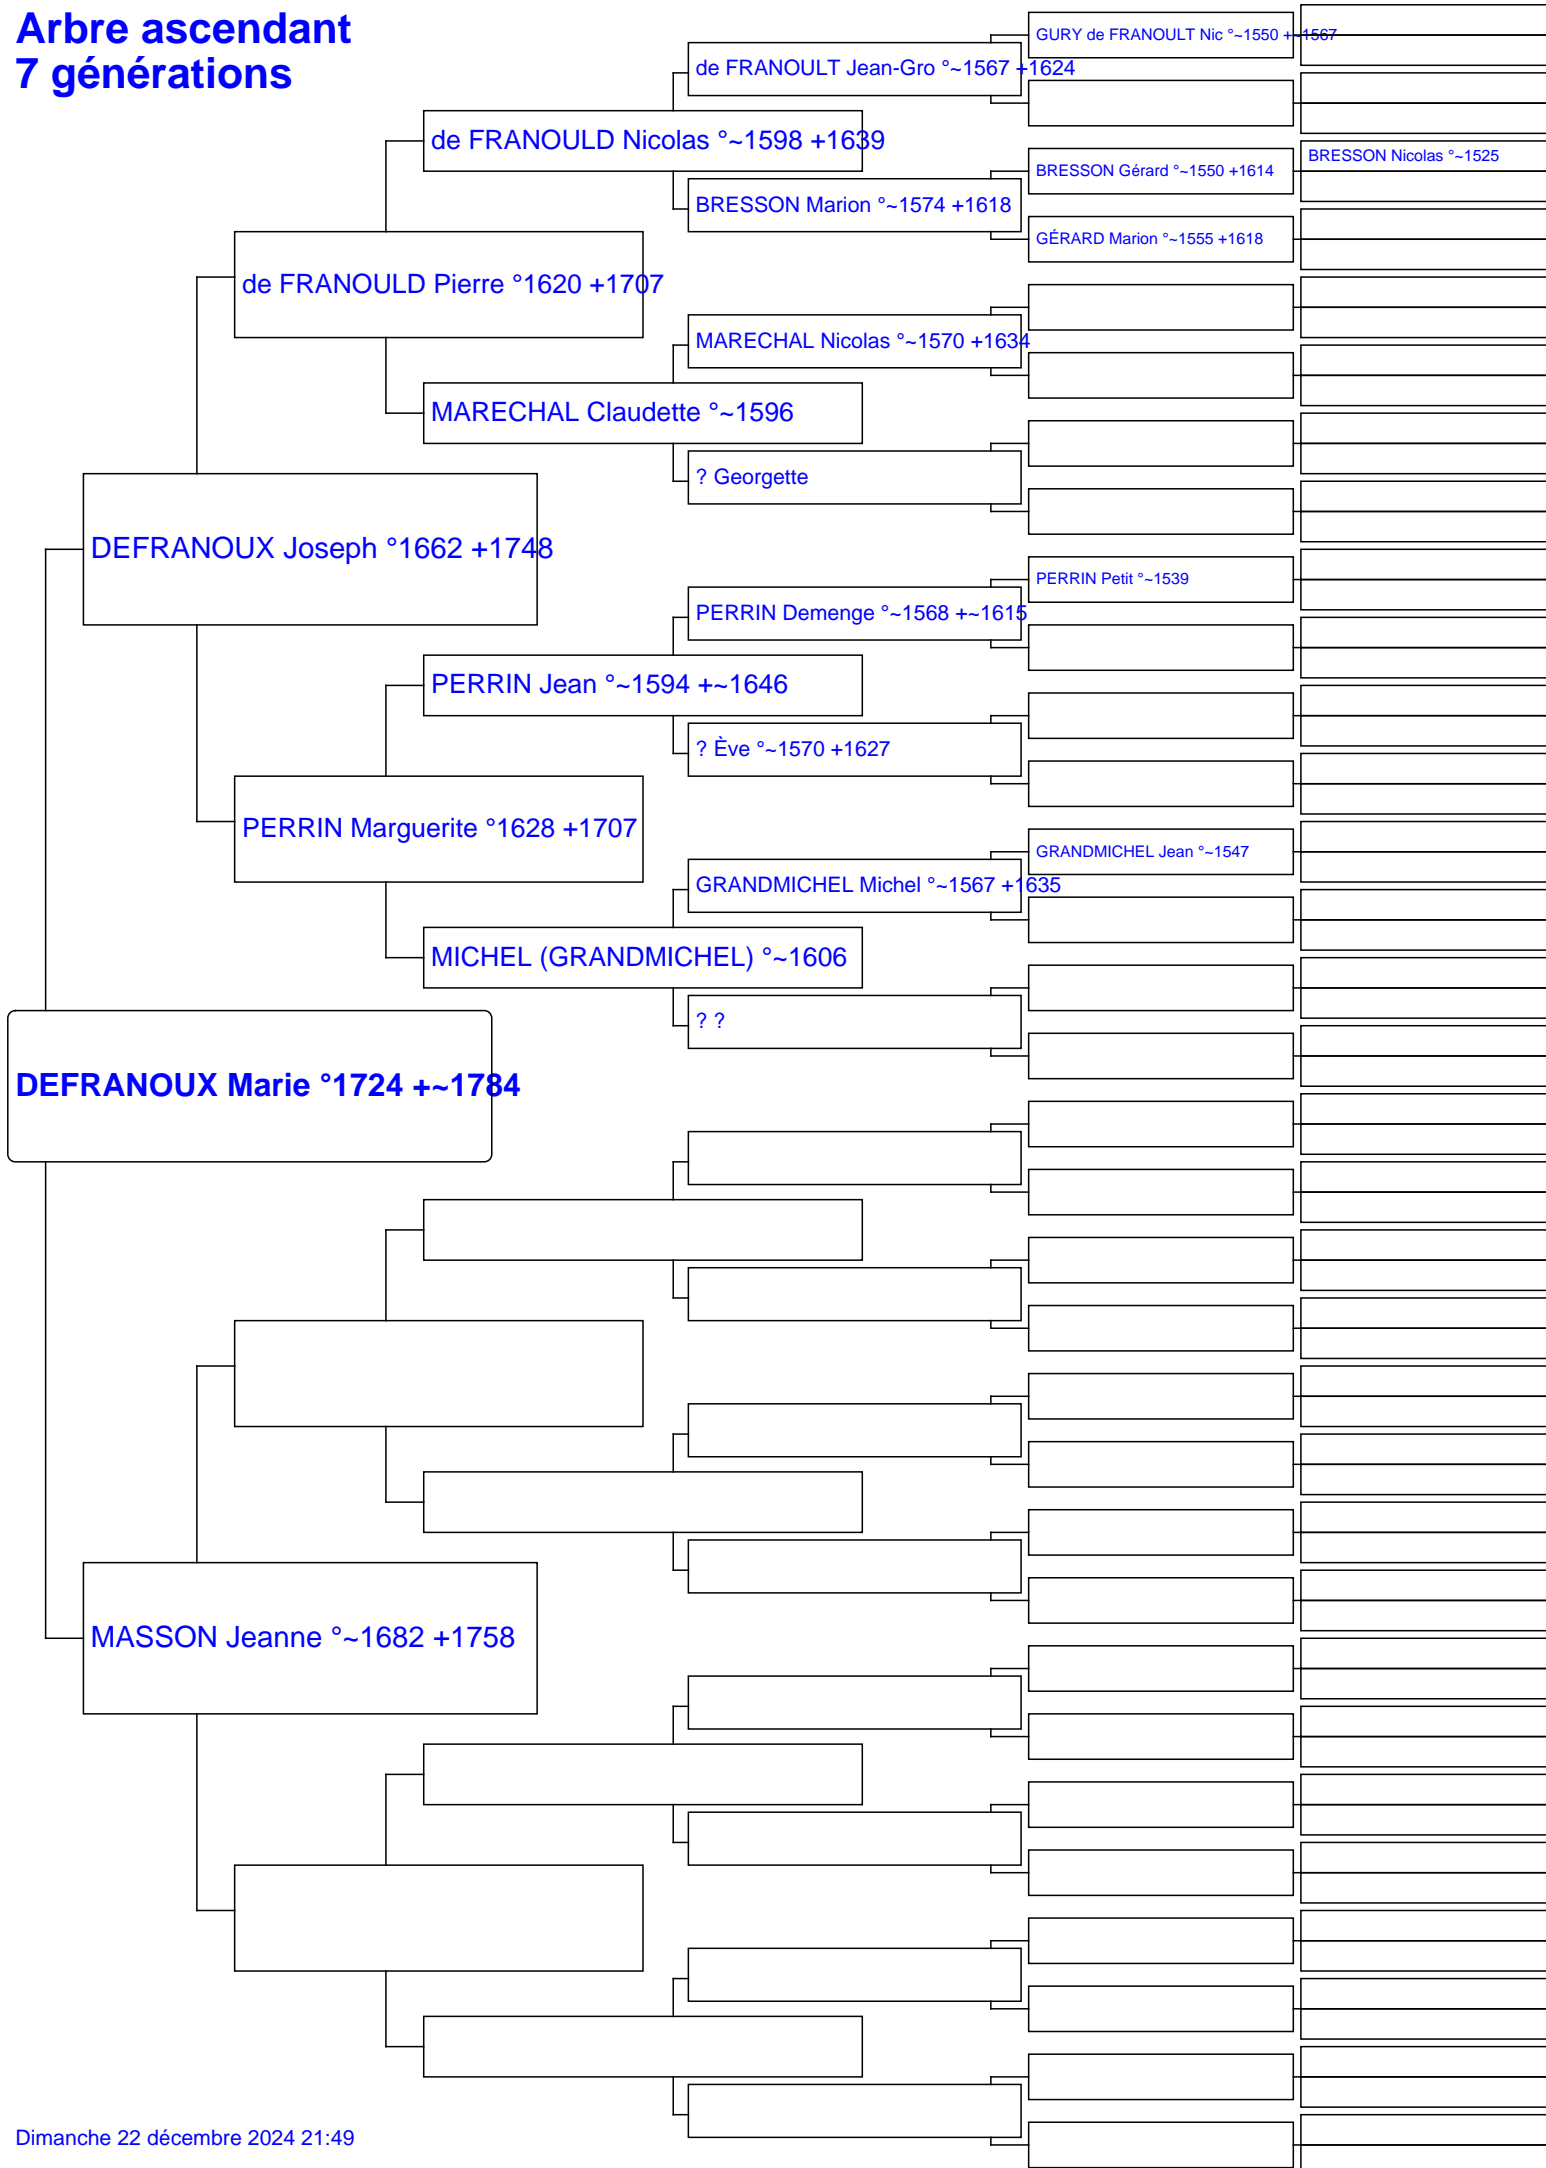 Arbre ascendant
7 générations
GURY de FRANOULT Nic °~1550 +~1567
de FRANOULT Jean-Gro °~1567 +1624
de FRANOULD Nicolas °~1598 +1639
BRESSON Nicolas °~1525
BRESSON Gérard °~1550 +1614
BRESSON Marion °~1574 +1618
GÉRARD Marion °~1555 +1618
de FRANOULD Pierre °1620 +1707
MARECHAL Nicolas °~1570 +1634
MARECHAL Claudette °~1596
? Georgette
DEFRANOUX Joseph °1662 +1748
PERRIN Petit °~1539
PERRIN Demenge °~1568 +~1615
PERRIN Jean °~1594 +~1646
? Ève °~1570 +1627
PERRIN Marguerite °1628 +1707
GRANDMICHEL Jean °~1547
GRANDMICHEL Michel °~1567 +1635
MICHEL (GRANDMICHEL) °~1606
? ?
DEFRANOUX Marie °1724 +~1784
MASSON Jeanne °~1682 +1758
Dimanche 22 décembre 2024 21:49